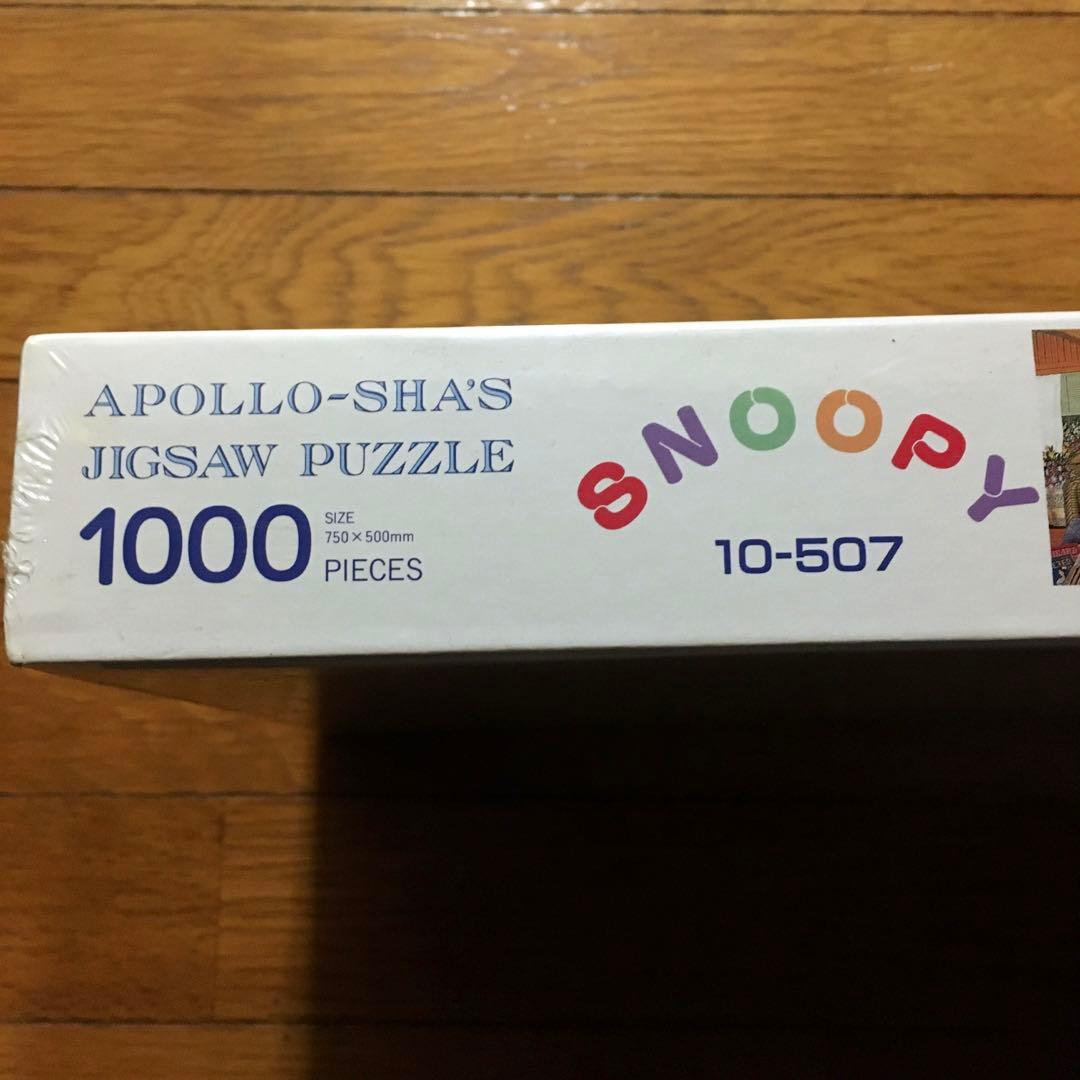 APOLLO-SHA'S
JIGSAW PUZZLE
1000
SIZE
750×500mm
PIECES
SNOOPY
10-507